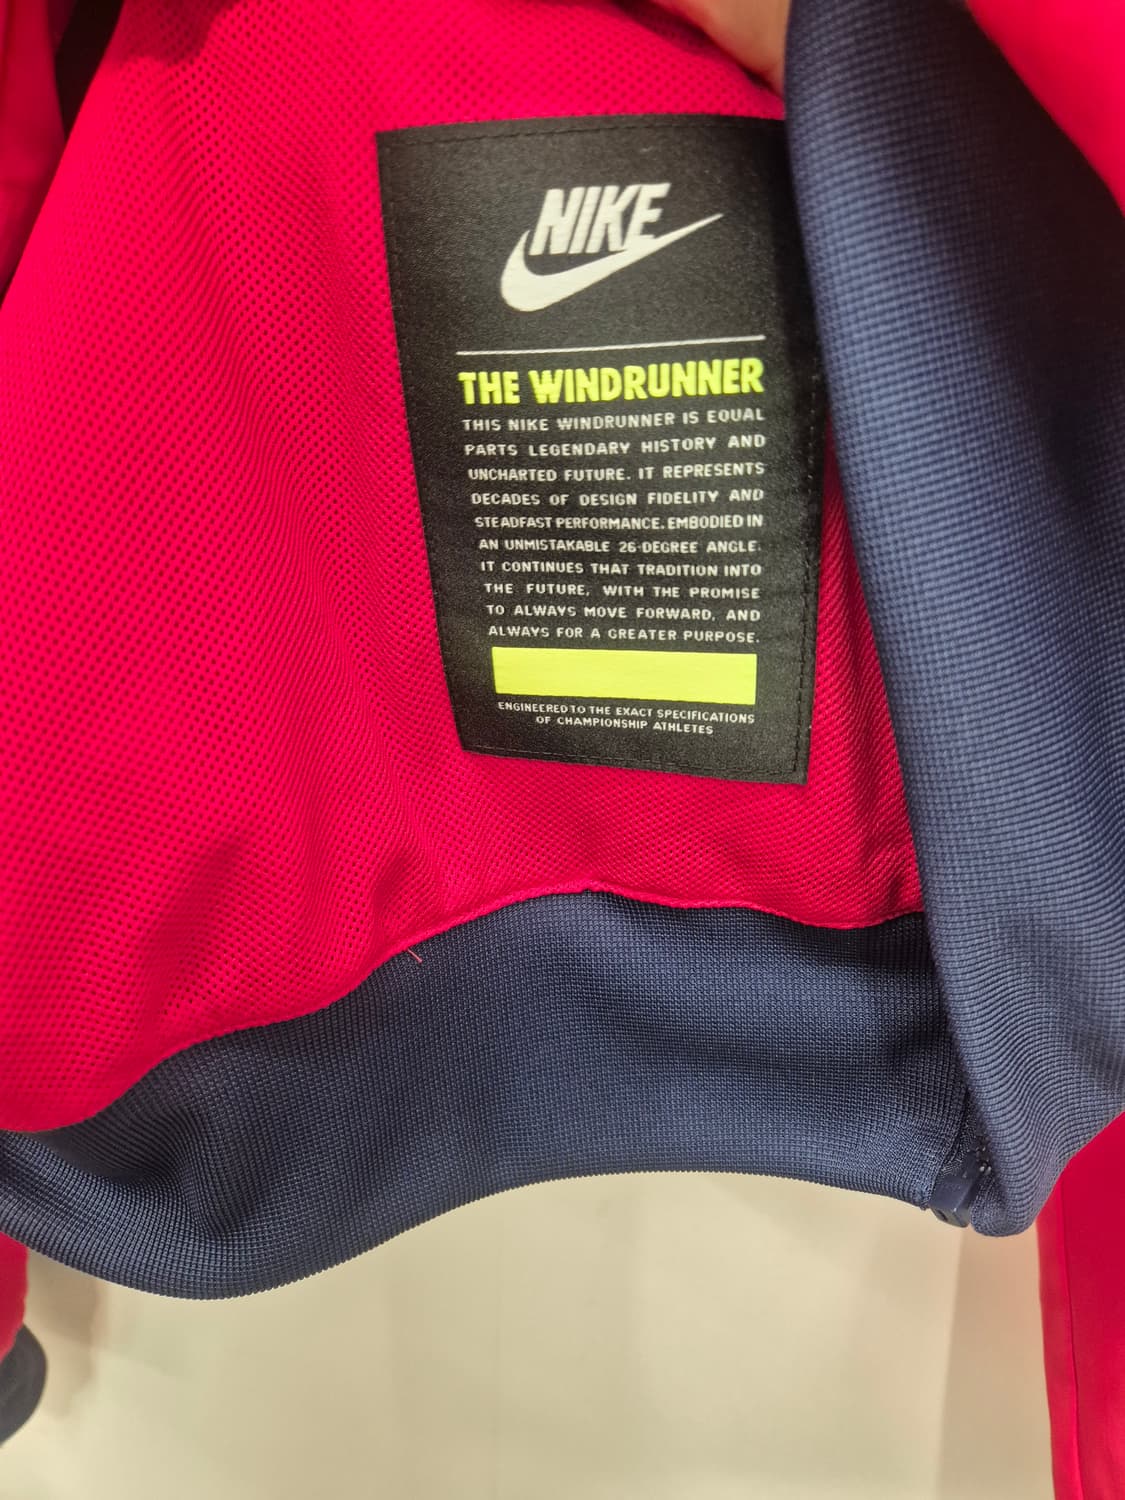 NIKE
THE WINDRUNNER
THIS NIKE WINDRUNNER IS EQUAL
PARTS LEGENDARY HISTORY AND
UNCHARTED FUTURE. IT REPRESENTS
DECADES OF DESIGN FIDELITY AND
STEADFAST PERFORMANCE. EMBODIED IN
AN UNMISTAKABLE 26-DEGREE ANGLE.
IT CONTINUES THAT TRADITION INTO
THE FUTURE, WITH THE PROMISE
TO ALWAYS MOVE FORWARD, AND
ALWAYS FOR A GREATER PURPOSE.
ENGINEERED TO THE EXACT SPECIFICATIONS
OF CHAMPIONSHIP ATHLETES